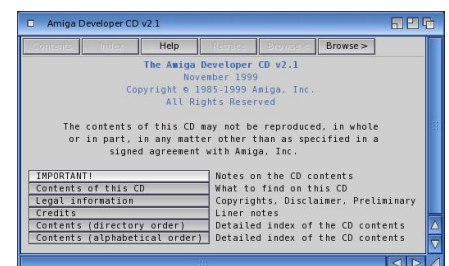 Amiga Developer CD v2.1
Contents Index Help Retrace Browse < Browse >
The Amiga Developer CD v2.1
November 1999
Copyright © 1985-1999 Amiga, Inc.
All Rights Reserved
The contents of this CD may not be reproduced, in whole
or in part, in any matter other than as specified in a
signed agreement with Amiga, Inc.
IMPORTANT! Notes on the CD contents
Contents of this CD What to find on this CD
Legal information Copyrights, Disclaimer, Preliminary
Credits Liner notes
Contents (directory order) Detailed index of the CD contents
Contents (alphabetical order) Detailed index of the CD contents